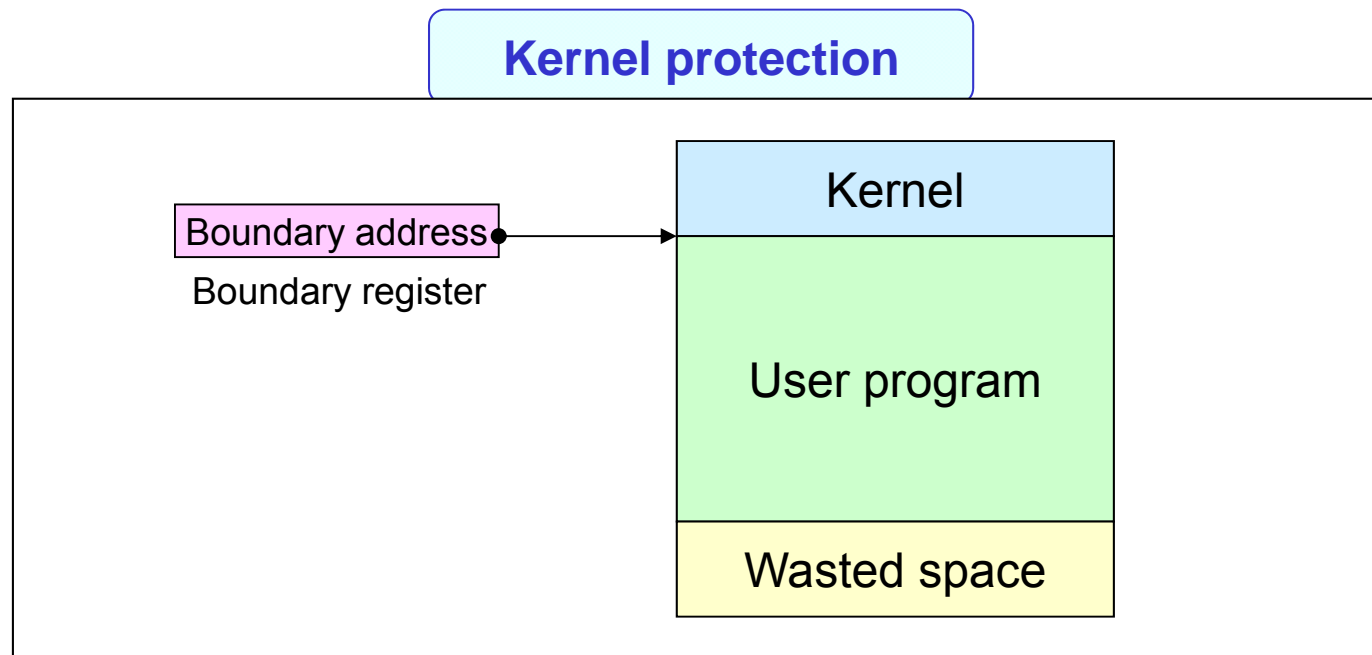 Kernel protection
Kernel
Boundary address
Boundary register
User program
Wasted space